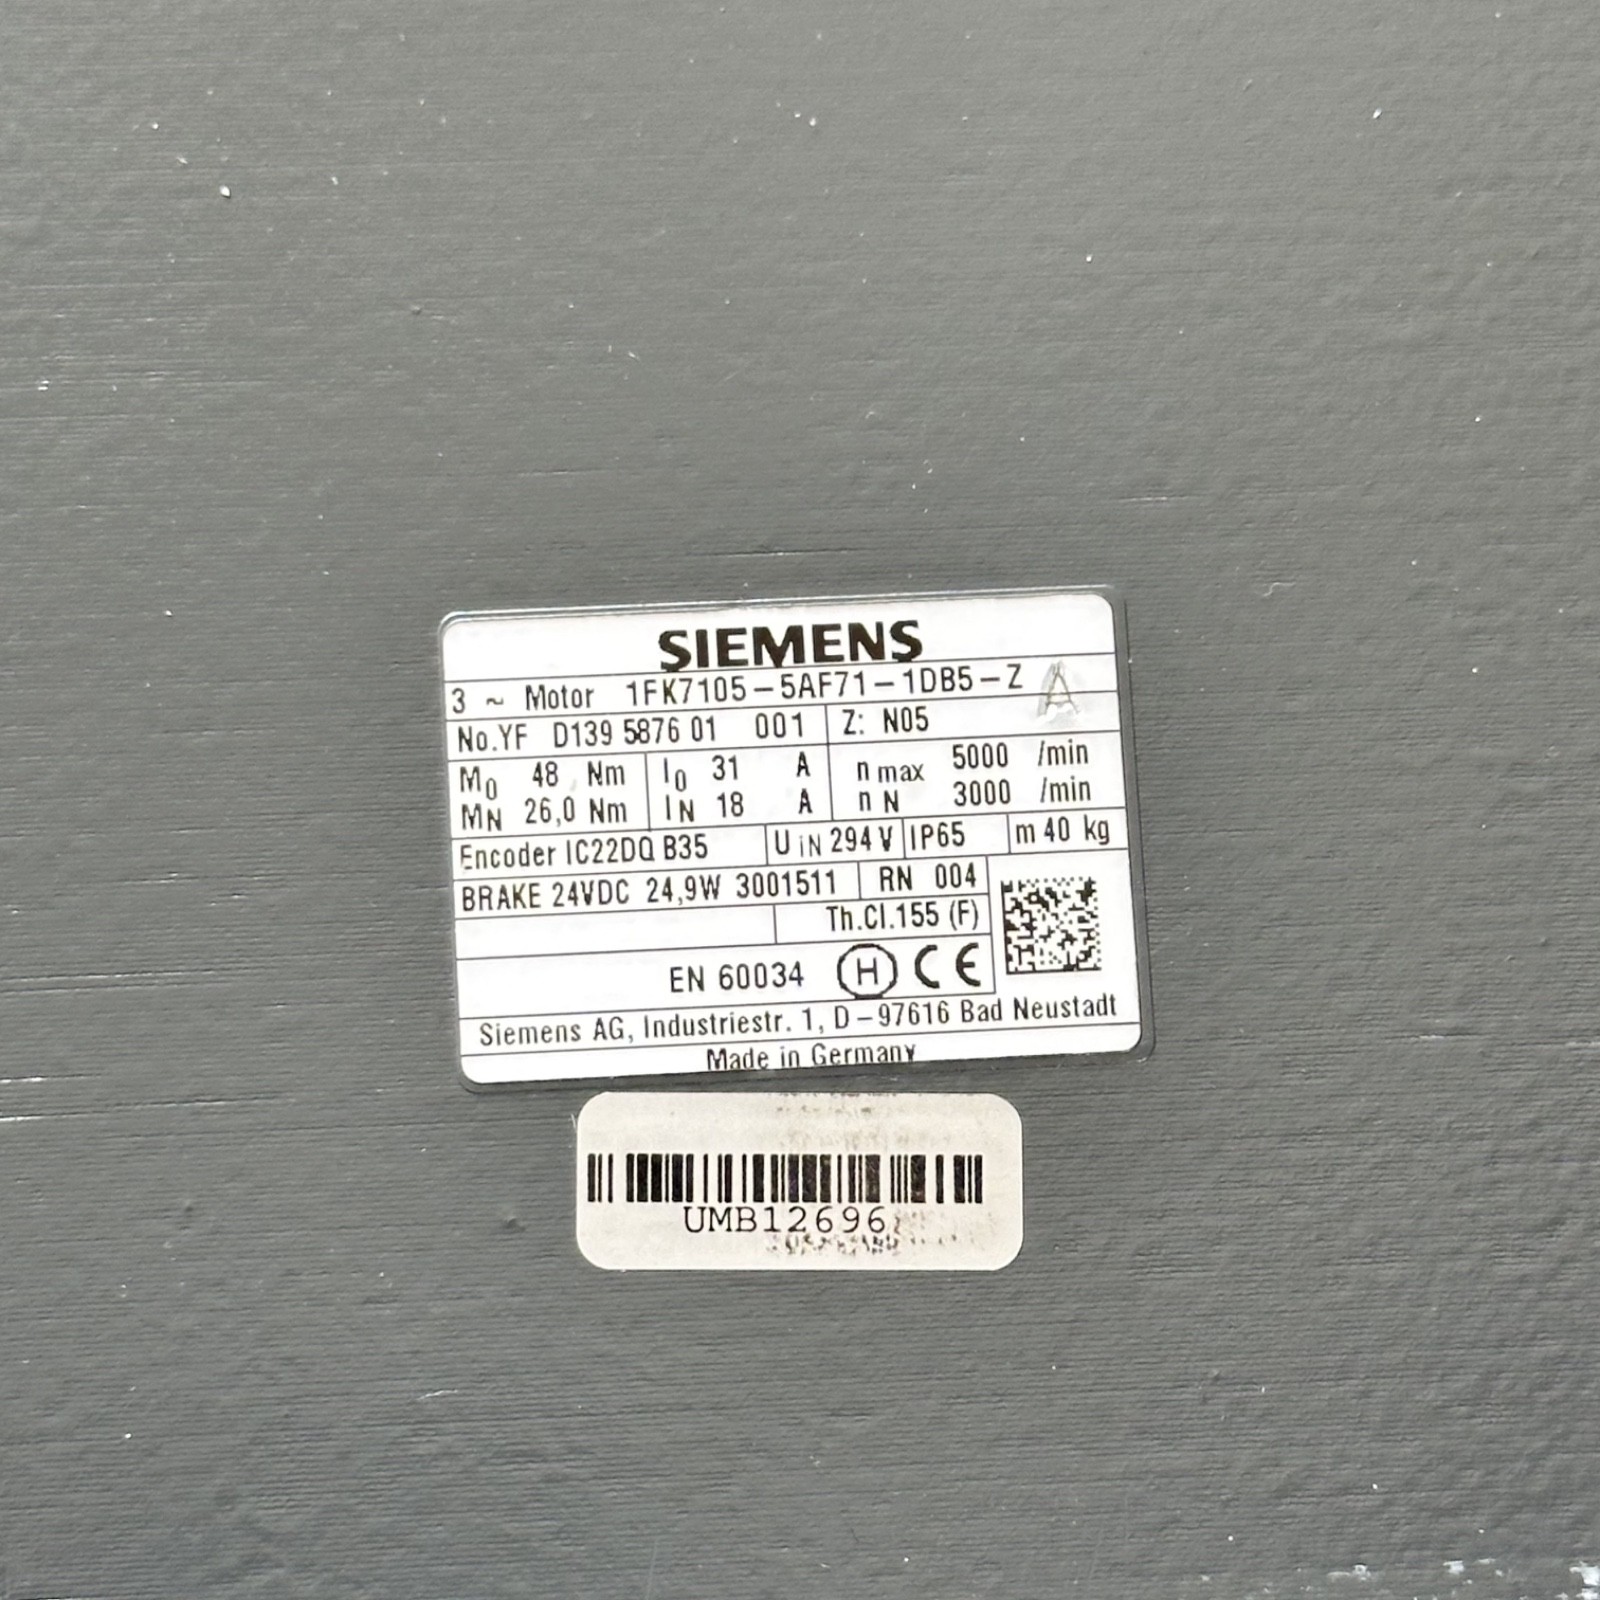 SIEMENS
3 ~ Motor 1FK7105-5AF71-1DB5-Z A
No.YF D139 5876 01 001 Z: N05
M0 48 Nm I0 31 A n max 5000 /min
MN 26,0 Nm IN 18 A n N 3000 /min
Encoder IC22DQ B35 U iN 294 V IP65 m 40 kg
BRAKE 24VDC 24,9W 3001511 RN 004
Th.Cl.155 (F)
EN 60034 H CE
Siemens AG, Industriestr. 1, D-97616 Bad Neustadt
Made in Germany
UMB12696